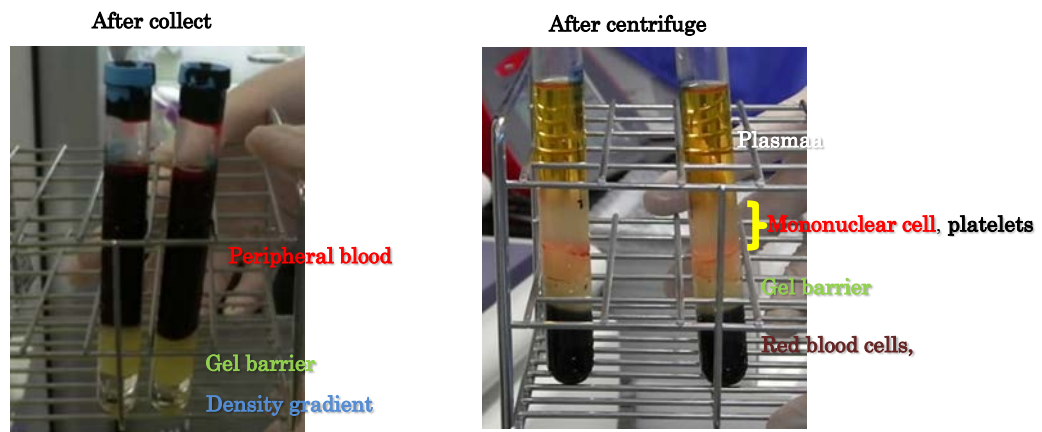 After collect
After centrifuge
Plasmaa
Mononuclear cell, platelets
Peripheral blood
Gel barrier
Red blood cells,
Gel barrier
Density gradient